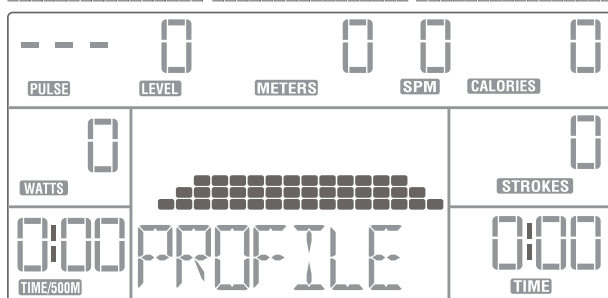 --- 0 0 0 0
PULSE LEVEL METERS SPM CALORIES
0 0
WATTS STROKES
0:00 PROFILE 0:00
TIME/500M TIME